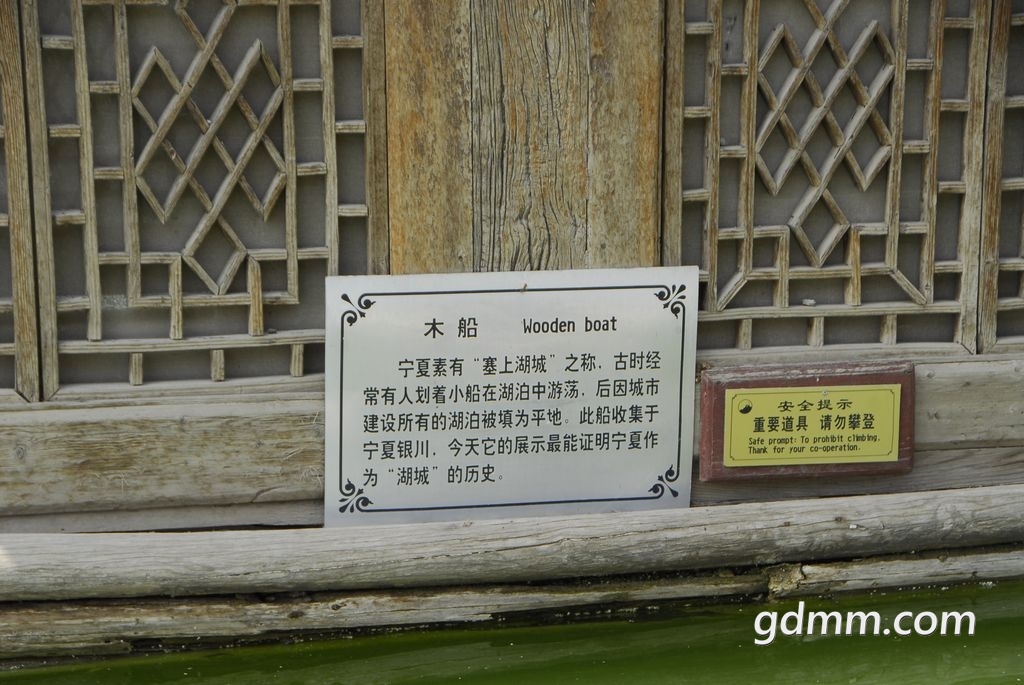 木船 Wooden boat
宁夏素有“塞上湖城”之称，古时经
常有人划着小船在湖泊中游荡，后因城市
建设所有的湖泊被填为平地。此船收集于
宁夏银川，今天它的展示最能证明宁夏作
为“湖城”的历史。
安全提示
重要道具 请勿攀登
Safe prompt: To prohibit climbing,
Thank for your co-operation.
gdmm.com